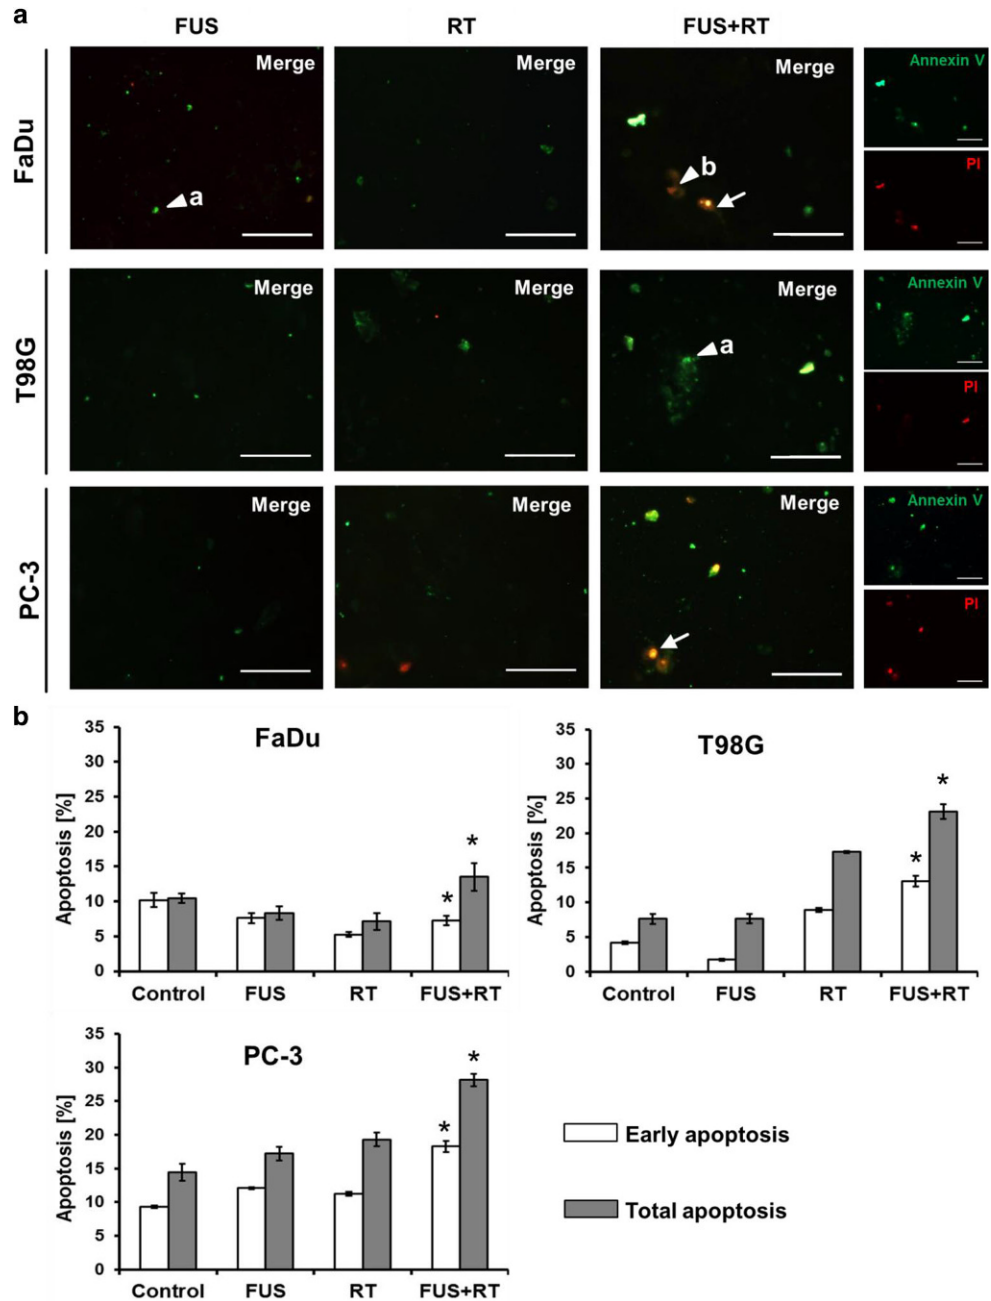 a
FUS RT FUS+RT
FaDu
Merge
a
Merge
Merge
b
Annexin V
PI
T98G
Merge
Merge
Merge
a
Annexin V
PI
PC-3
Merge
Merge
Merge
Annexin V
PI
b
FaDu
Apoptosis [%]
35
30
25
20
15
10
5
0
* *
Control FUS RT FUS+RT
T98G
Apoptosis [%]
35
30
25
20
15
10
5
0
* *
Control FUS RT FUS+RT
PC-3
Apoptosis [%]
35
30
25
20
15
10
5
0
* *
Control FUS RT FUS+RT
Early apoptosis
Total apoptosis